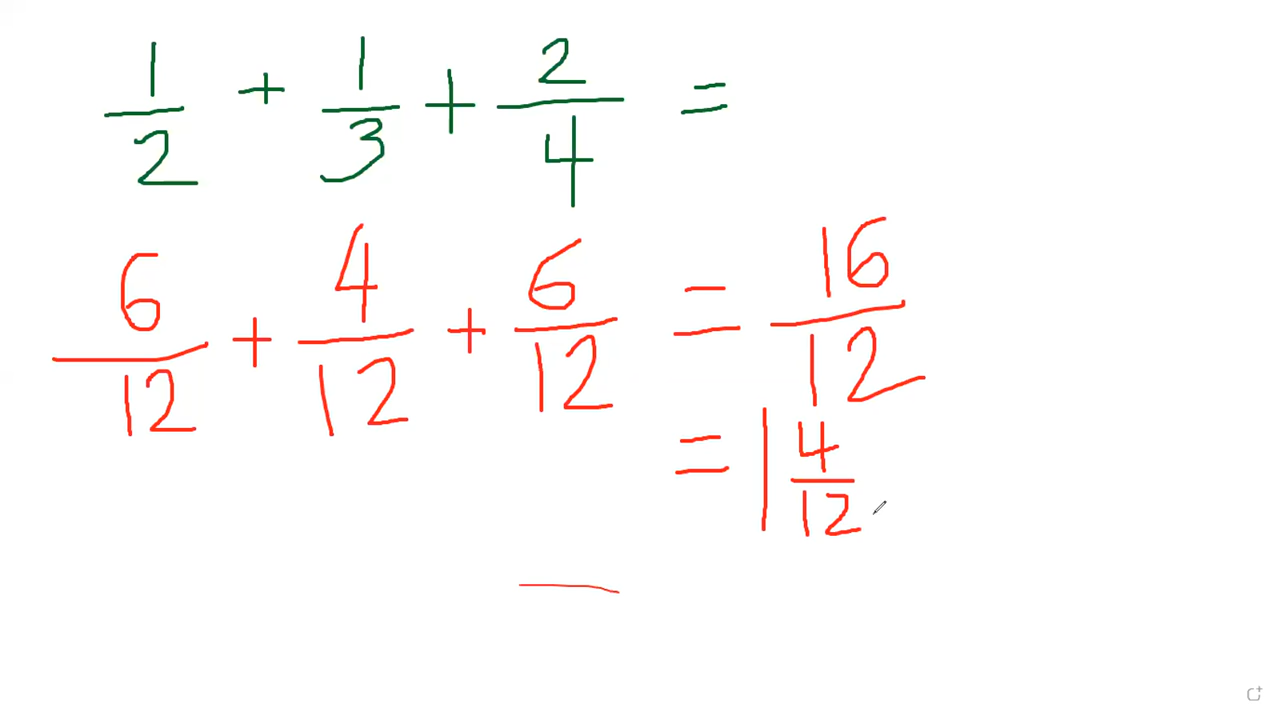 1/2 + 1/3 + 2/4 =
6/12 + 4/12 + 6/12 = 16/12
= 1 4/12